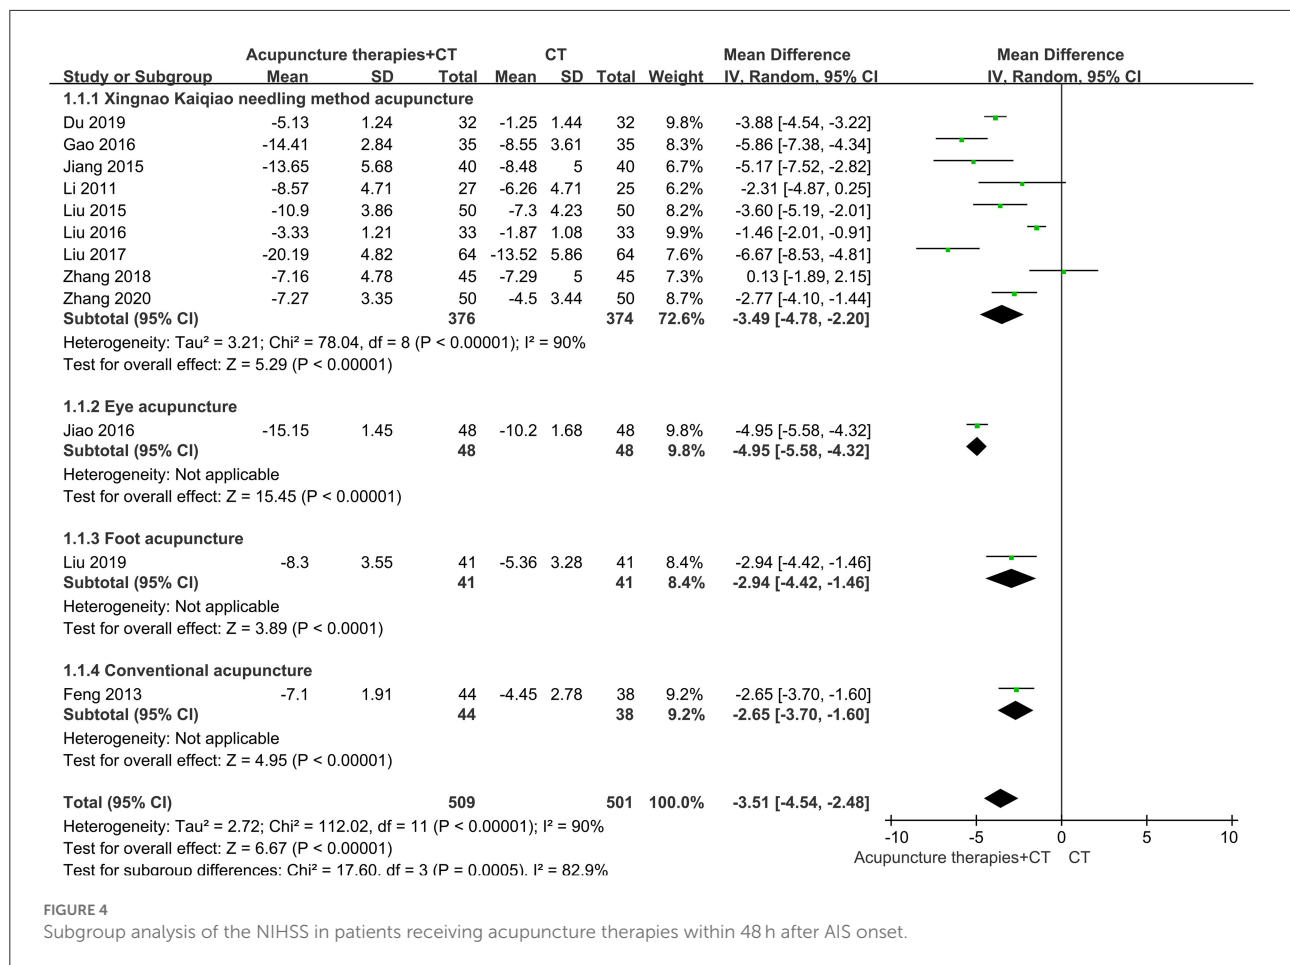 Acupuncture therapies+CT CT Mean Difference Mean Difference
Study or Subgroup Mean SD Total Mean SD Total Weight IV, Random, 95% CI IV, Random, 95% CI
1.1.1 Xingnao Kaiqiao needling method acupuncture
Du 2019 -5.13 1.24 32 -1.25 1.44 32 9.8% -3.88 [-4.54, -3.22]
Gao 2016 -14.41 2.84 35 -8.55 3.61 35 8.3% -5.86 [-7.38, -4.34]
Jiang 2015 -13.65 5.68 40 -8.48 5 40 6.7% -5.17 [-7.52, -2.82]
Li 2011 -8.57 4.71 27 -6.26 4.71 25 6.2% -2.31 [-4.87, 0.25]
Liu 2015 -10.9 3.86 50 -7.3 4.23 50 8.2% -3.60 [-5.19, -2.01]
Liu 2016 -3.33 1.21 33 -1.87 1.08 33 9.9% -1.46 [-2.01, -0.91]
Liu 2017 -20.19 4.82 64 -13.52 5.86 64 7.6% -6.67 [-8.53, -4.81]
Zhang 2018 -7.16 4.78 45 -7.29 5 45 7.3% 0.13 [-1.89, 2.15]
Zhang 2020 -7.27 3.35 50 -4.5 3.44 50 8.7% -2.77 [-4.10, -1.44]
Subtotal (95% CI) 376 374 72.6% -3.49 [-4.78, -2.20]
Heterogeneity: Tau² = 3.21; Chi² = 78.04, df = 8 (P < 0.00001); I² = 90%
Test for overall effect: Z = 5.29 (P < 0.00001)
1.1.2 Eye acupuncture
Jiao 2016 -15.15 1.45 48 -10.2 1.68 48 9.8% -4.95 [-5.58, -4.32]
Subtotal (95% CI) 48 48 9.8% -4.95 [-5.58, -4.32]
Heterogeneity: Not applicable
Test for overall effect: Z = 15.45 (P < 0.00001)
1.1.3 Foot acupuncture
Liu 2019 -8.3 3.55 41 -5.36 3.28 41 8.4% -2.94 [-4.42, -1.46]
Subtotal (95% CI) 41 41 8.4% -2.94 [-4.42, -1.46]
Heterogeneity: Not applicable
Test for overall effect: Z = 3.89 (P < 0.0001)
1.1.4 Conventional acupuncture
Feng 2013 -7.1 1.91 44 -4.45 2.78 38 9.2% -2.65 [-3.70, -1.60]
Subtotal (95% CI) 44 38 9.2% -2.65 [-3.70, -1.60]
Heterogeneity: Not applicable
Test for overall effect: Z = 4.95 (P < 0.00001)
Total (95% CI) 509 501 100.0% -3.51 [-4.54, -2.48]
Heterogeneity: Tau² = 2.72; Chi² = 112.02, df = 11 (P < 0.00001); I² = 90%
Test for overall effect: Z = 6.67 (P < 0.00001)
Test for subgroup differences: Chi² = 17.60, df = 3 (P = 0.0005), I² = 82.9%
-10 -5 0 5 10
Acupuncture therapies+CT CT
FIGURE 4
Subgroup analysis of the NIHSS in patients receiving acupuncture therapies within 48 h after AIS onset.